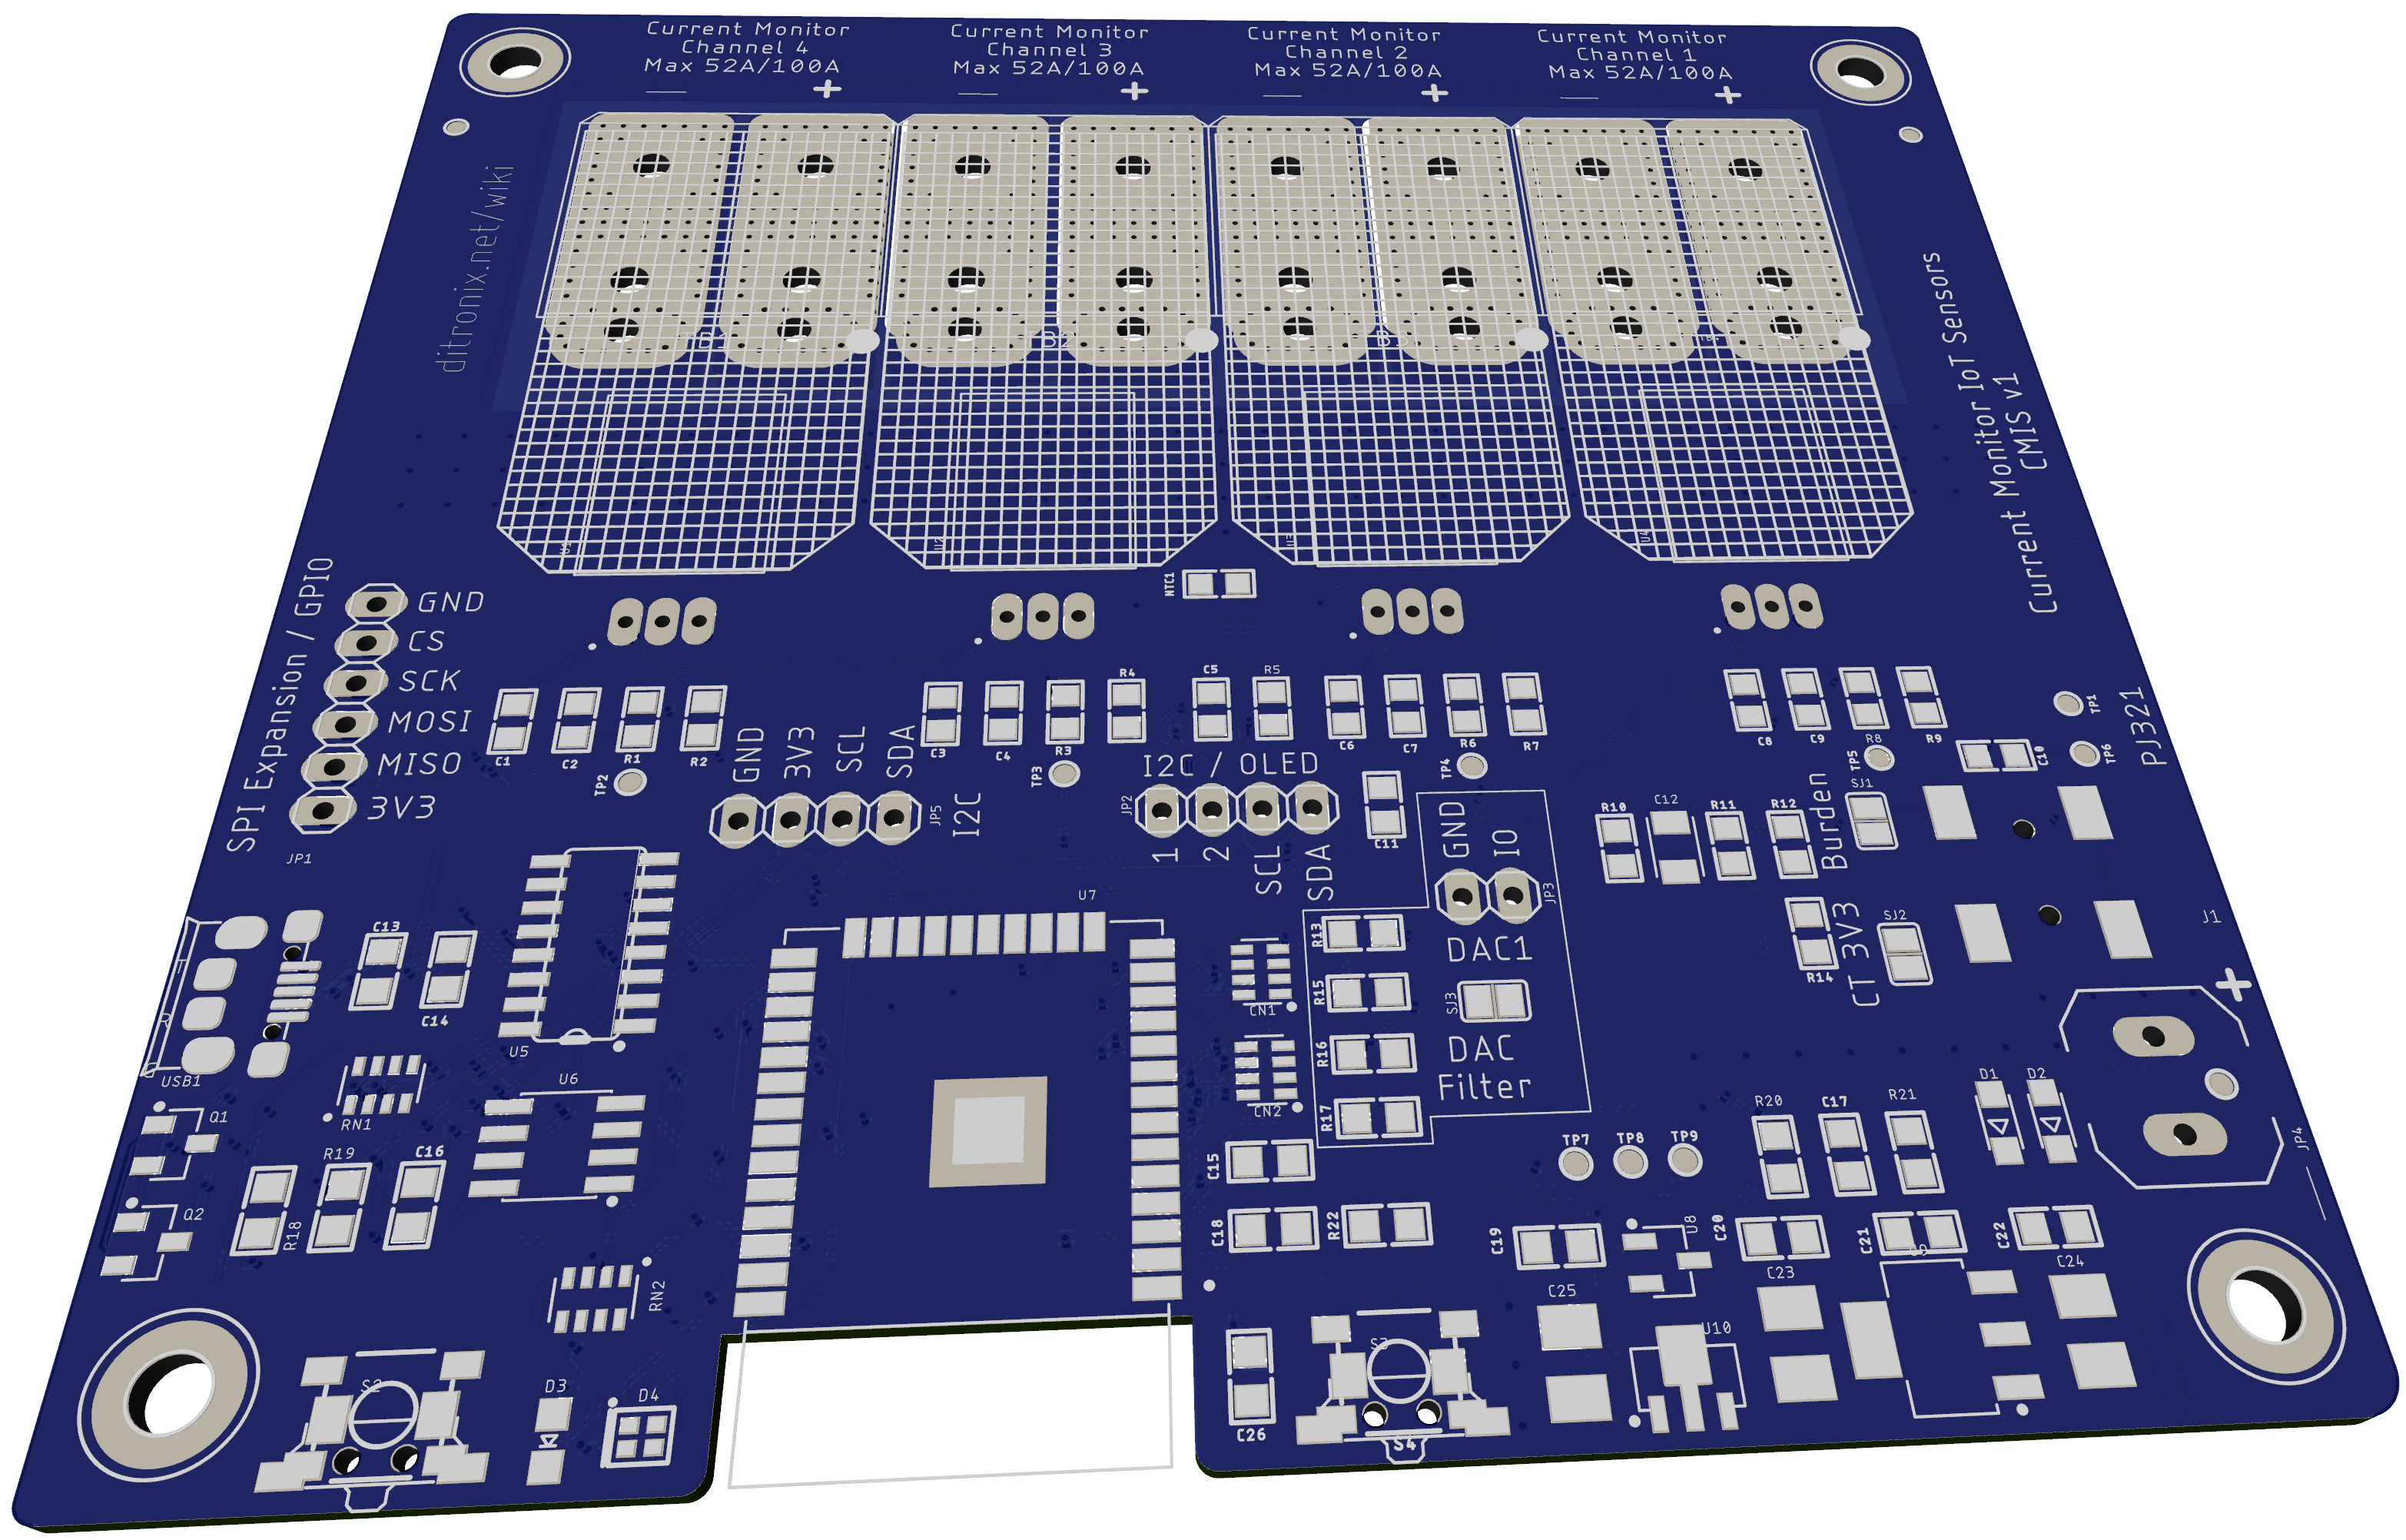 Current Monitor
Channel 4
Max 52A/100A
Current Monitor
Channel 3
Max 52A/100A
Current Monitor
Channel 2
Max 52A/100A
Current Monitor
Channel 1
Max 52A/100A
— +
— +
— +
— +
ditronix.net/wiki
Current Monitor IoT Sensors
CMIS v1
U1
U2
U3
U4
NTC1
SPI Expansion / GPIO
GND
CS
SCK
MOSI
MISO
3V3
JP1
C1
C2
R1
R2
TP2
GND
3V3
SCL
SDA
JP5
I2C
C3
C4
R3
R4
TP3
C5
R5
C6
C7
R6
R7
TP4
I2C / OLED
JP2
1
2
SCL
SDA
C11
C8
C9
R8
R9
TP5
C10
TP1
TP6
PJ321
R10
C12
R11
R12
Burden
SJ1
R14
CT 3V3
SJ2
J1
GND
IO
JP3
DAC1
SJ3
DAC
Filter
R13
R15
R16
R17
CN1
CN2
C13
C14
U5
U6
U7
USB1
RN1
Q1
Q2
R18
R19
C16
RN2
C15
C18
R22
TP7
TP8
TP9
R20
C17
R21
D1
D2
+
JP4
—
C19
U8
C20
C21
U9
C22
C23
C24
C25
U10
C26
S2
D3
D4
S3
S4